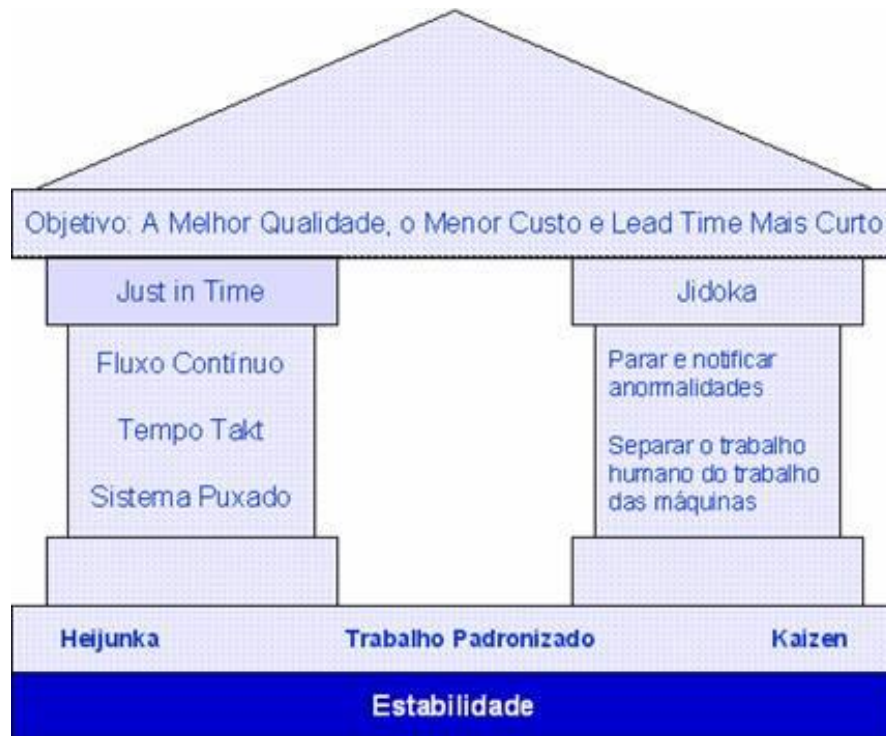 Objetivo: A Melhor Qualidade, o Menor Custo e Lead Time Mais Curto
Just in Time
Fluxo Contínuo
Tempo Takt
Sistema Puxado
Jidoka
Parar e notificar
anormalidades
Separar o trabalho
humano do trabalho
das máquinas
Heijunka
Trabalho Padronizado
Kaizen
Estabilidade